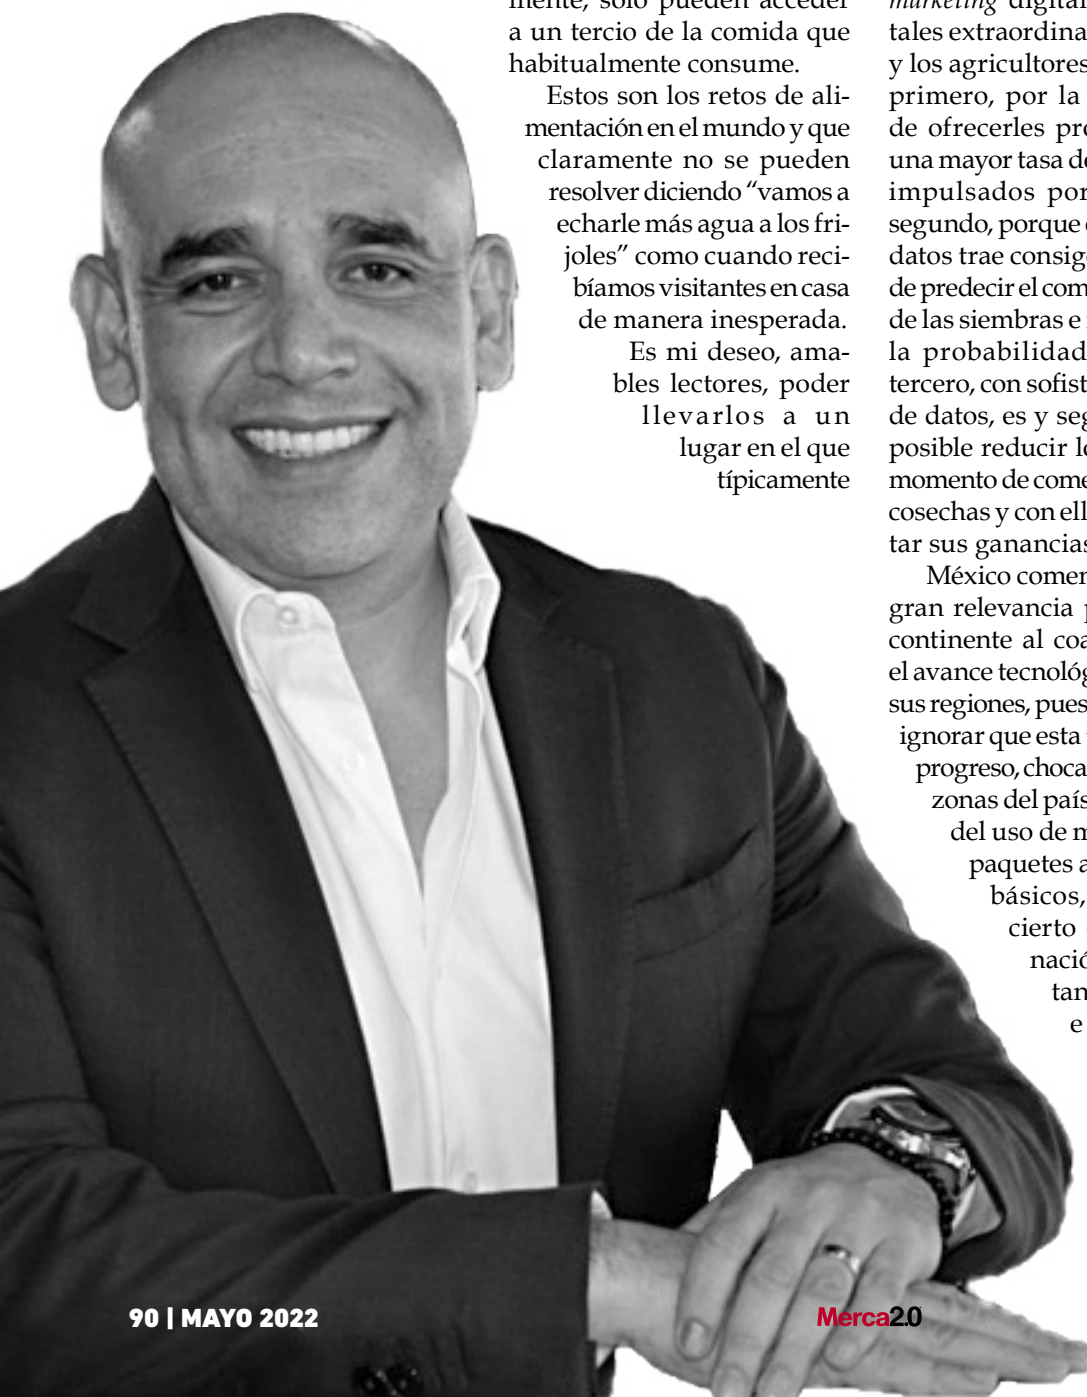 a un tercio de la comida que
habitualmente consume.
Estos son los retos de ali-
mentación en el mundo y que
claramente no se pueden
resolver diciendo “vamos a
echarle más agua a los fri-
joles” como cuando reci-
bíamos visitantes en casa
de manera inesperada.
Es mi deseo, ama-
bles lectores, poder
llevarlos a un
lugar en el que
típicamente
marketing digital
tales extraordina
y los agricultores
primero, por la
de ofrecerles pro
una mayor tasa de
impulsados por
segundo, porque
datos trae consig
de predecir el com
de las siembras e
la probabilidad
tercero, con sofist
de datos, es y seg
posible reducir lo
momento de come
cosechas y con ell
tar sus ganancias
México comen
gran relevancia
continente al coa
el avance tecnológ
sus regiones, pues
ignorar que esta
progreso, choca
zonas del país
del uso de m
paquetes a
básicos,
cierto
nació
tan
e
90 | MAYO 2022
Merca2.0